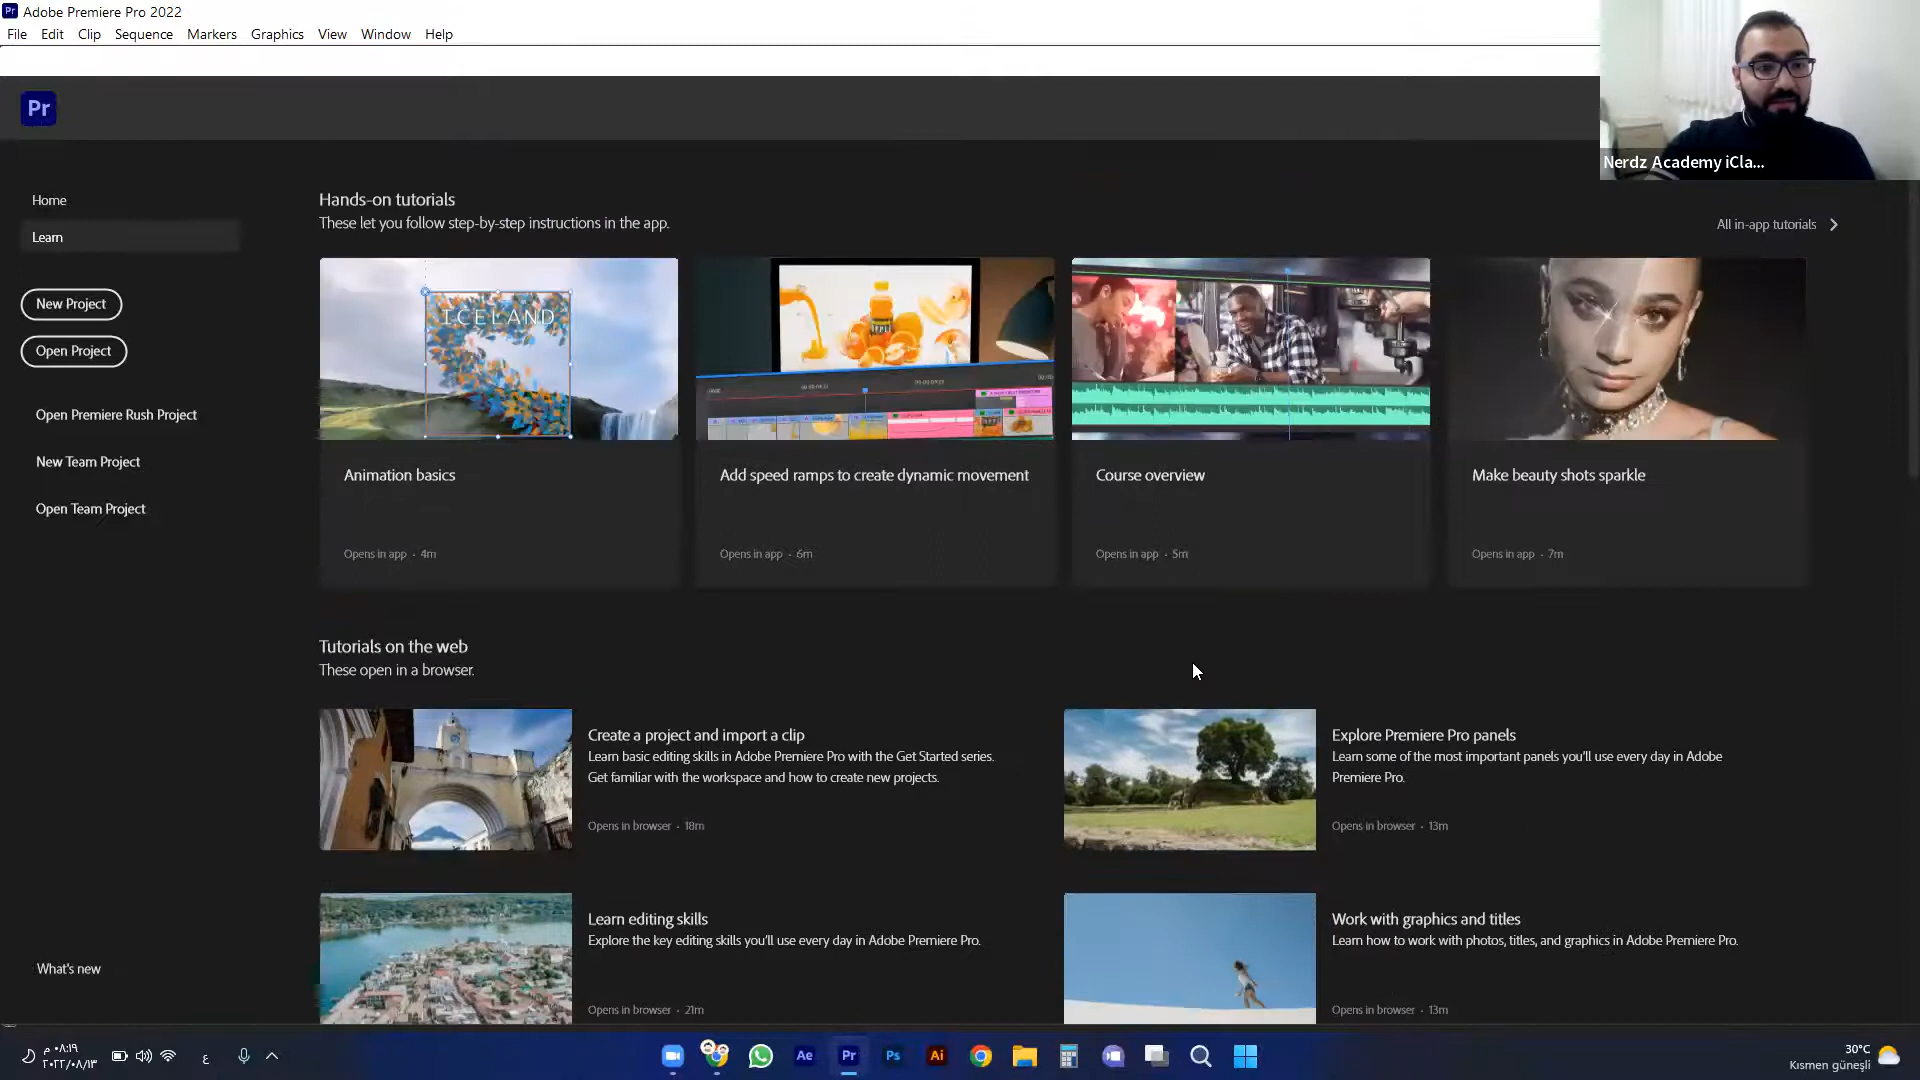 Adobe Premiere Pro 2022
File Edit Clip Sequence Markers Graphics View Window Help
Pr
Nerdz Academy iCla...
Home
Learn
New Project
Open Project
Open Premiere Rush Project
New Team Project
Open Team Project
What's new
Hands-on tutorials
These let you follow step-by-step instructions in the app.
All in-app tutorials
ICELAND
Animation basics
Opens in app · 4m
Add speed ramps to create dynamic movement
Opens in app · 6m
Course overview
Opens in app · 5m
Make beauty shots sparkle
Opens in app · 7m
Tutorials on the web
These open in a browser.
Create a project and import a clip
Learn basic editing skills in Adobe Premiere Pro with the Get Started series.
Get familiar with the workspace and how to create new projects.
Opens in browser · 18m
Explore Premiere Pro panels
Learn some of the most important panels you'll use every day in Adobe
Premiere Pro.
Opens in browser · 13m
Learn editing skills
Explore the key editing skills you'll use every day in Adobe Premiere Pro.
Opens in browser · 21m
Work with graphics and titles
Learn how to work with photos, titles, and graphics in Adobe Premiere Pro.
Opens in browser · 13m
٠٨:١٩ م
٢٠٢٢/٠٨/١٣
ع
Ae Pr Ps Ai
30°C
Kısmen güneşli